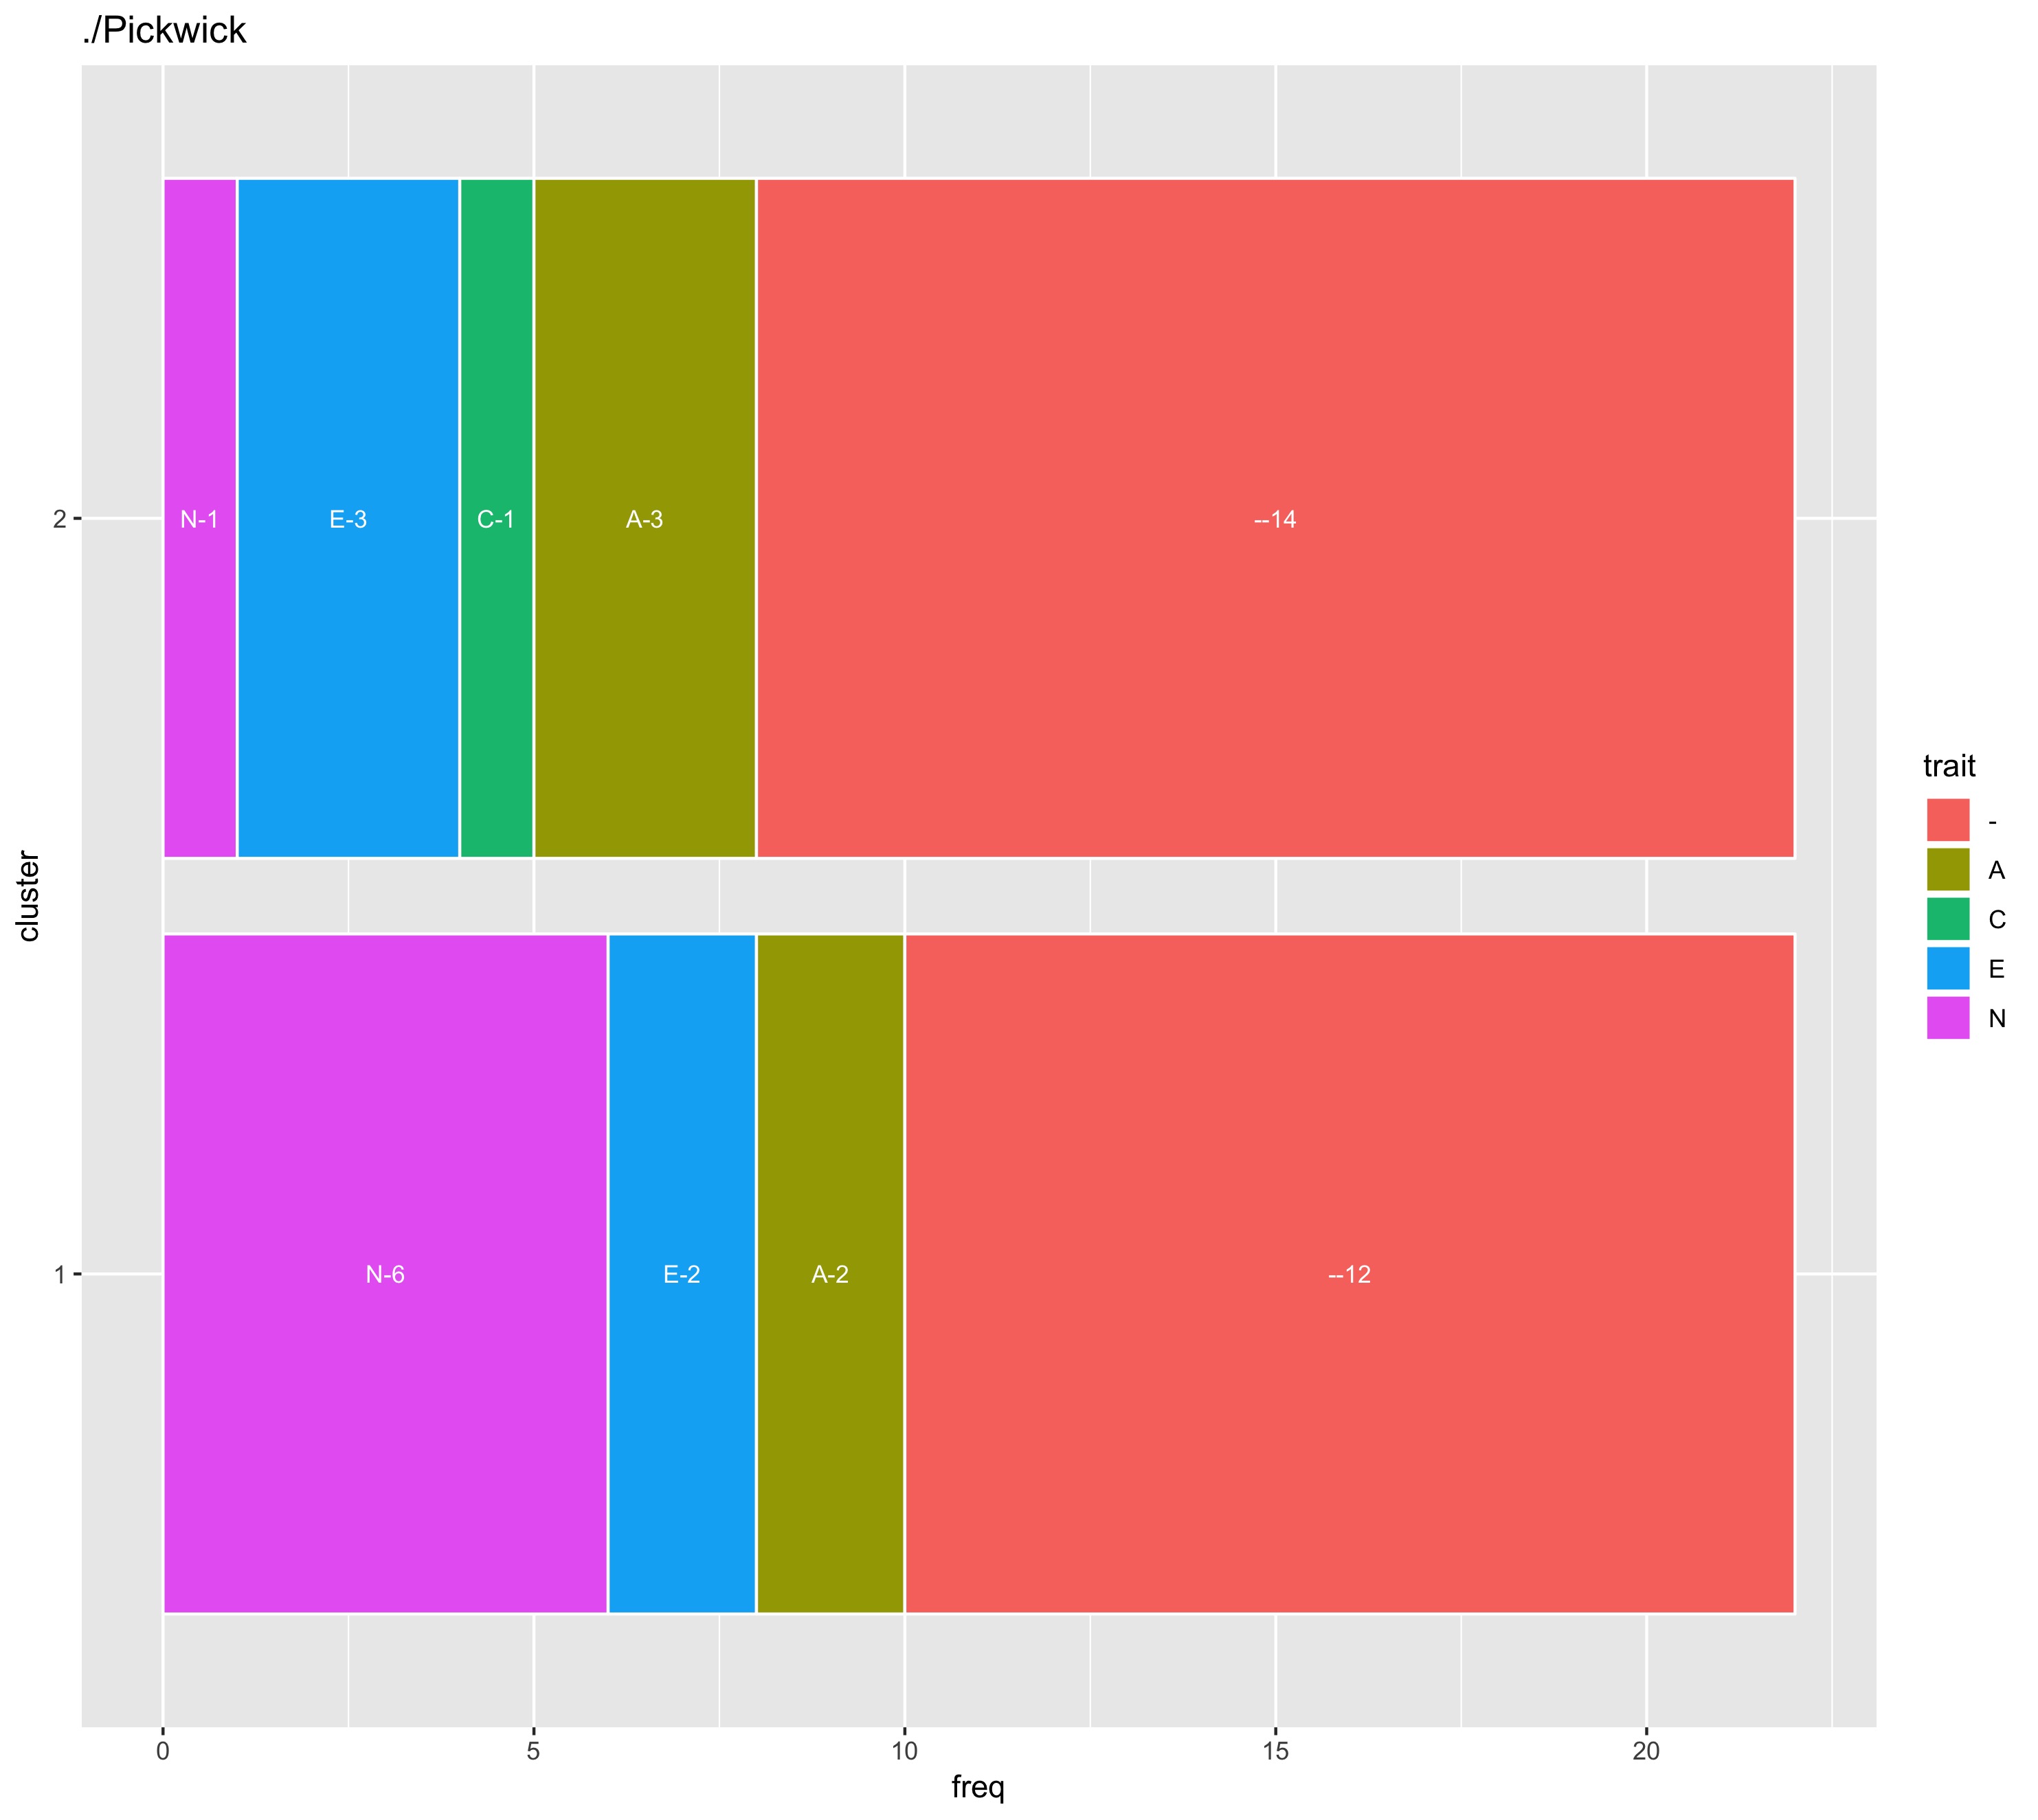 ./Pickwick
2
N-1
E-3
C-1
A-3
--14
cluster
1
N-6
E-2
A-2
--12
0
5
10
15
20
freq
trait
-
A
C
E
N